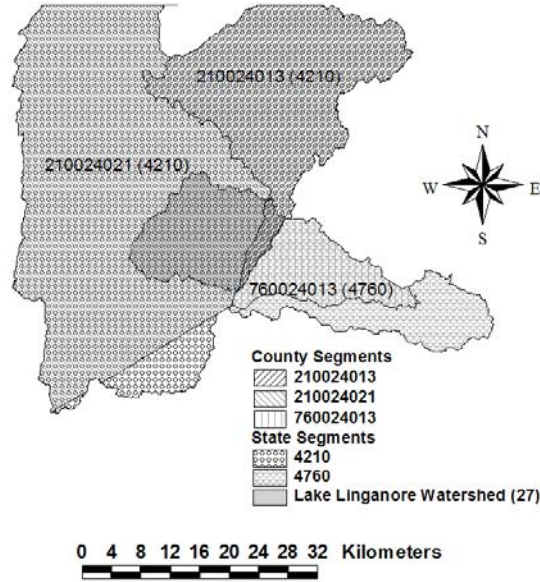 210024013 (4210)
210024021 (4210)
N
W E
S
760024013 (4760)
County Segments
210024013
210024021
760024013
State Segments
4210
4760
Lake Linganore Watershed (27)
0 4 8 12 16 20 24 28 32 Kilometers